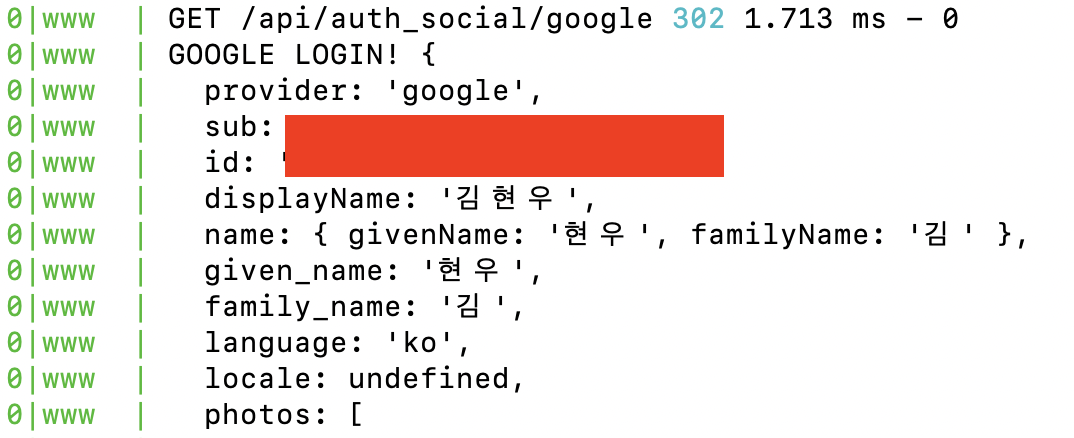 0|www  | GET /api/auth_social/google 302 1.713 ms - 0
0|www  | GOOGLE LOGIN! {
0|www  |   provider: 'google',
0|www  |   sub:
0|www  |   id: '
0|www  |   displayName: '김현우',
0|www  |   name: { givenName: '현우', familyName: '김' },
0|www  |   given_name: '현우',
0|www  |   family_name: '김',
0|www  |   language: 'ko',
0|www  |   locale: undefined,
0|www  |   photos: [